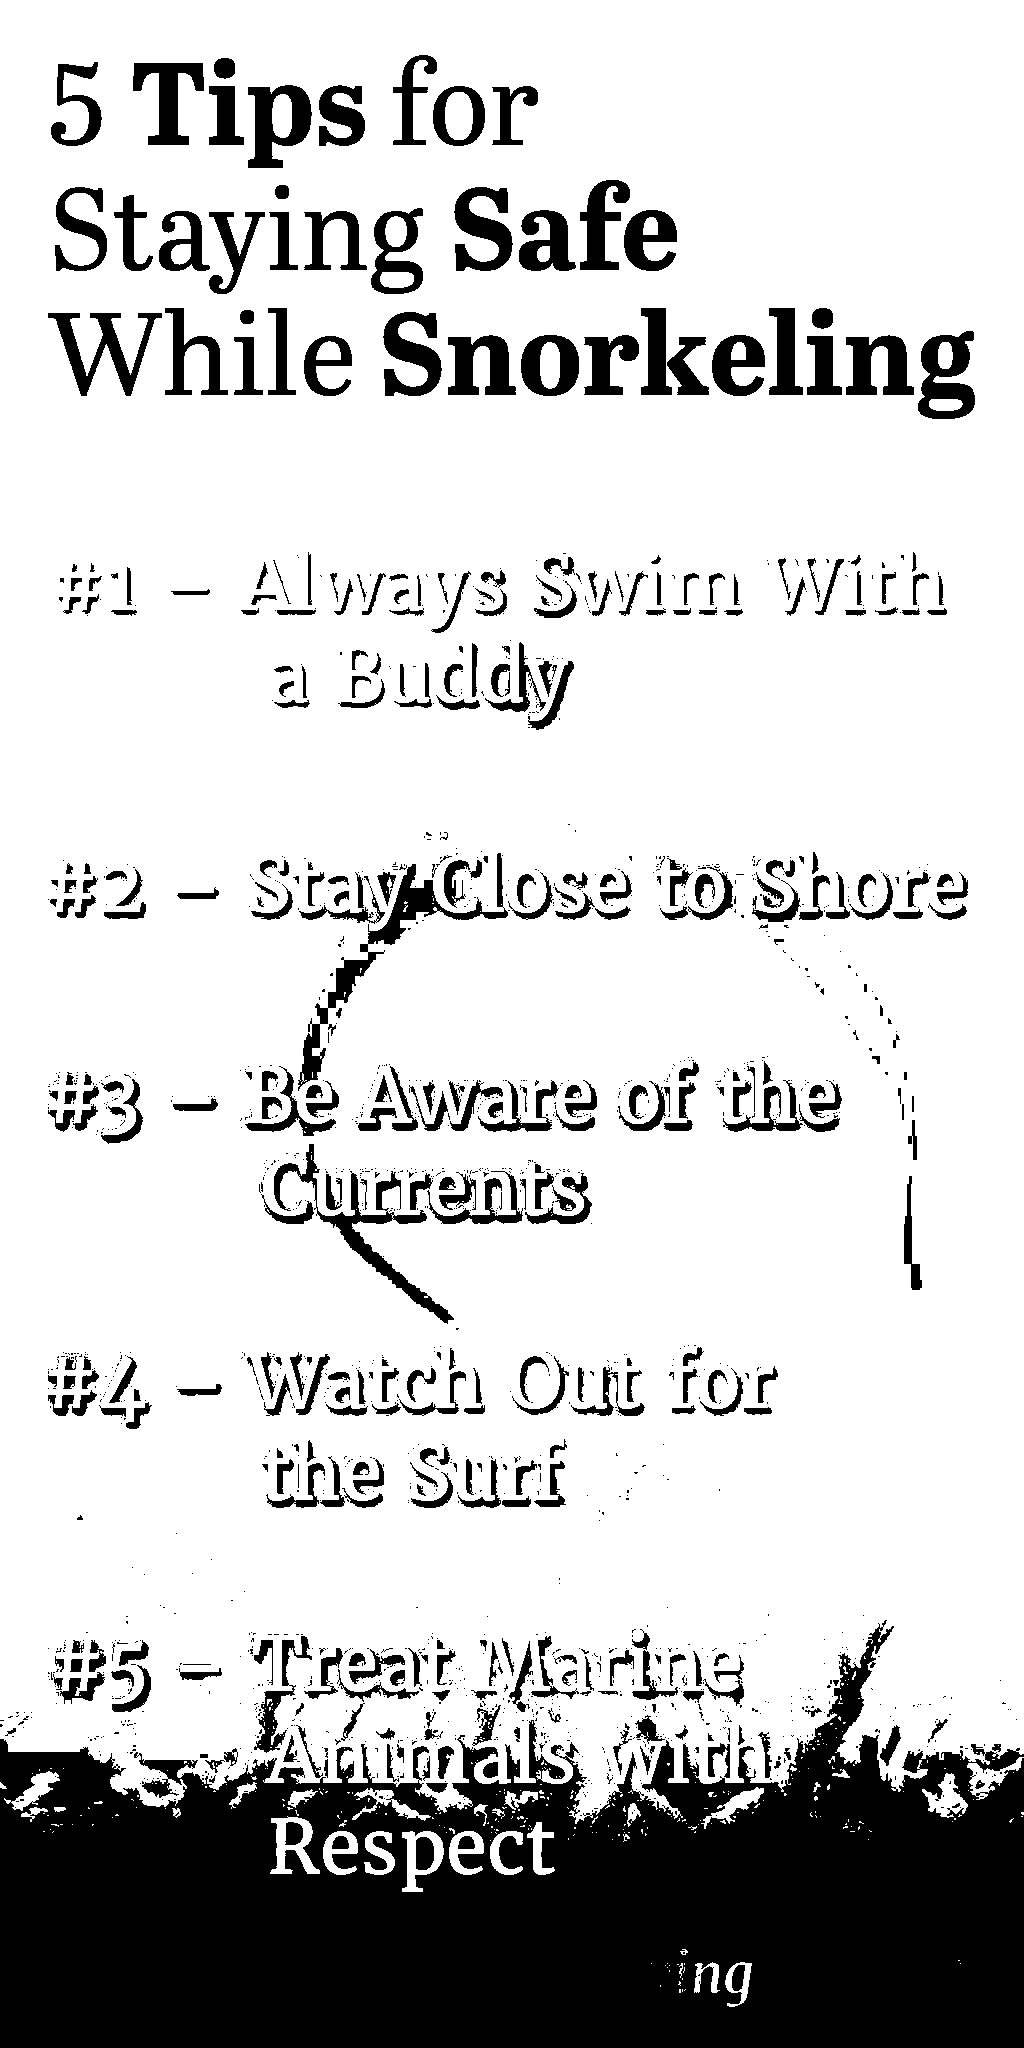 5 Tips for
Staying Safe
While Snorkeling
#1 – Always Swim With
a Buddy
#2 – Stay Close to Shore
#3 – Be Aware of the
Currents
#4 – Watch Out for
the Surf
#5 – Treat Marine
Animals with
Respect